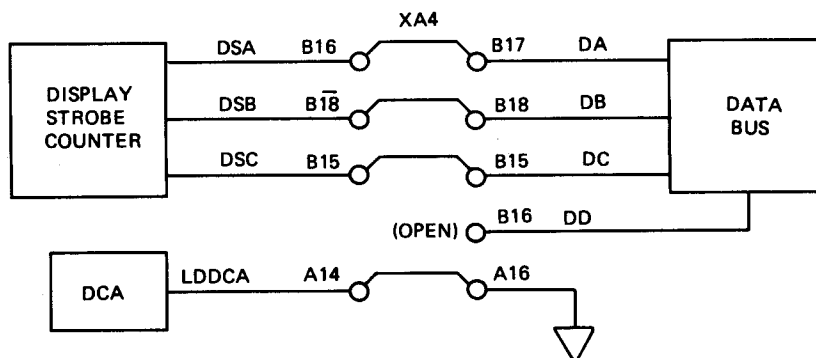 XA4
DSA B16 B17 DA
DISPLAY
STROBE
COUNTER
DSB B1̅8 B18 DB
DATA
BUS
DSC B15 B15 DC
(OPEN) B16 DD
DCA
LDDCA A14 A16